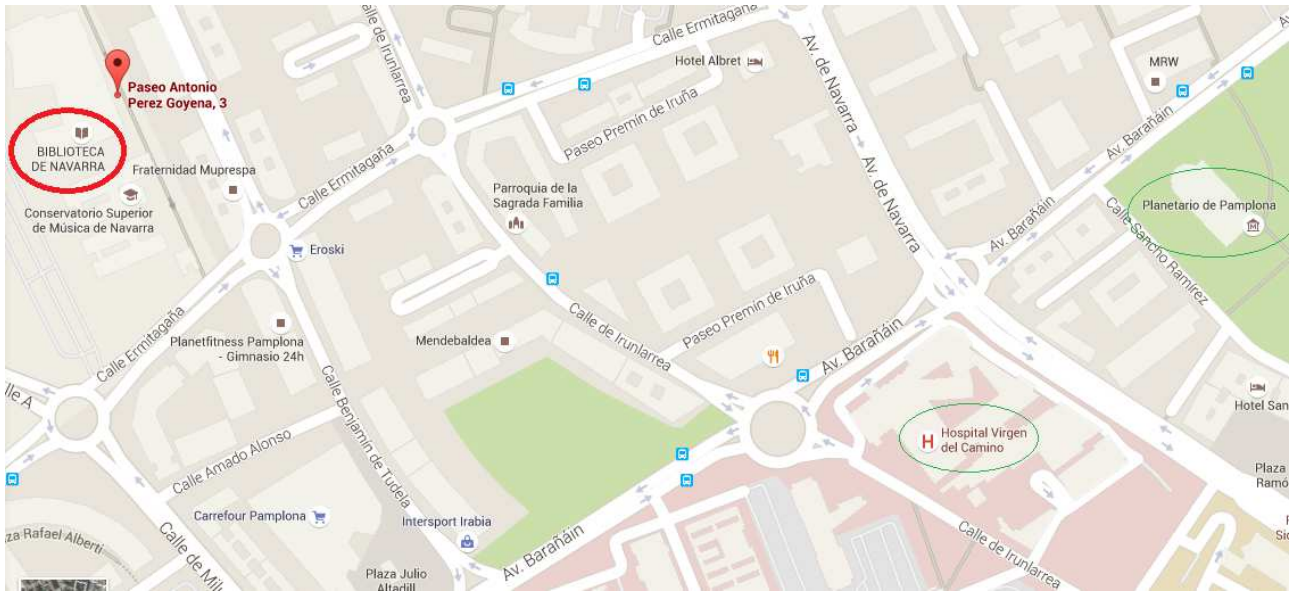 Calle Ermitagaña
Calle de Irunlarrea
Hotel Albret
Av. de Navarra
MRW
Paseo Antonio
Perez Goyena, 3
BIBLIOTECA
DE NAVARRA
Fraternidad Muprespa
Calle Ermitagaña
Paseo Premín de Iruña
Av. Barañáin
Conservatorio Superior
de Música de Navarra
Parroquia de la
Sagrada Familia
Av. de Navarra
Av. Barañáin
Planetario de Pamplona
Calle Sancho Ramírez
Eroski
Calle Ermitagaña
Planetfitness Pamplona
- Gimnasio 24h
Mendebaldea
Calle de Irunlarrea
Paseo Premín de Iruña
Av. Barañáin
lle A
Calle Benjamín de Tudela
Hotel San
H
Hospital Virgen
del Camino
Calle Amado Alonso
Plaza
Ramó
Carrefour Pamplona
Intersport Irabia
za Rafael Alberti
Calle de Mil
Av. Barañáin
Calle de Irunlarrea
Plaza Julio
Altadill